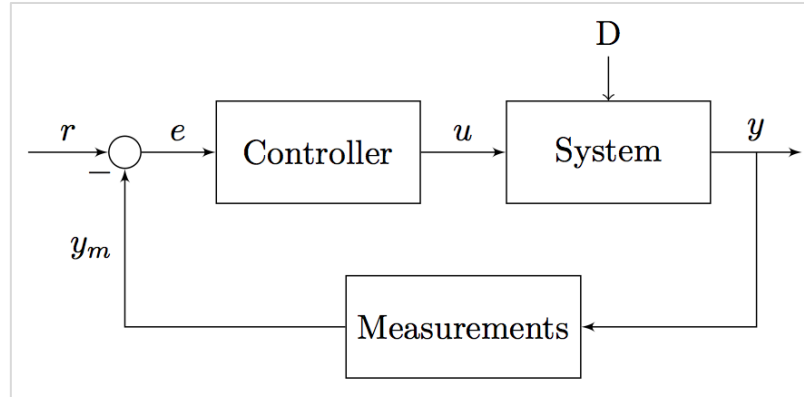 D
r
e
Controller
u
System
y
−
y_m
Measurements